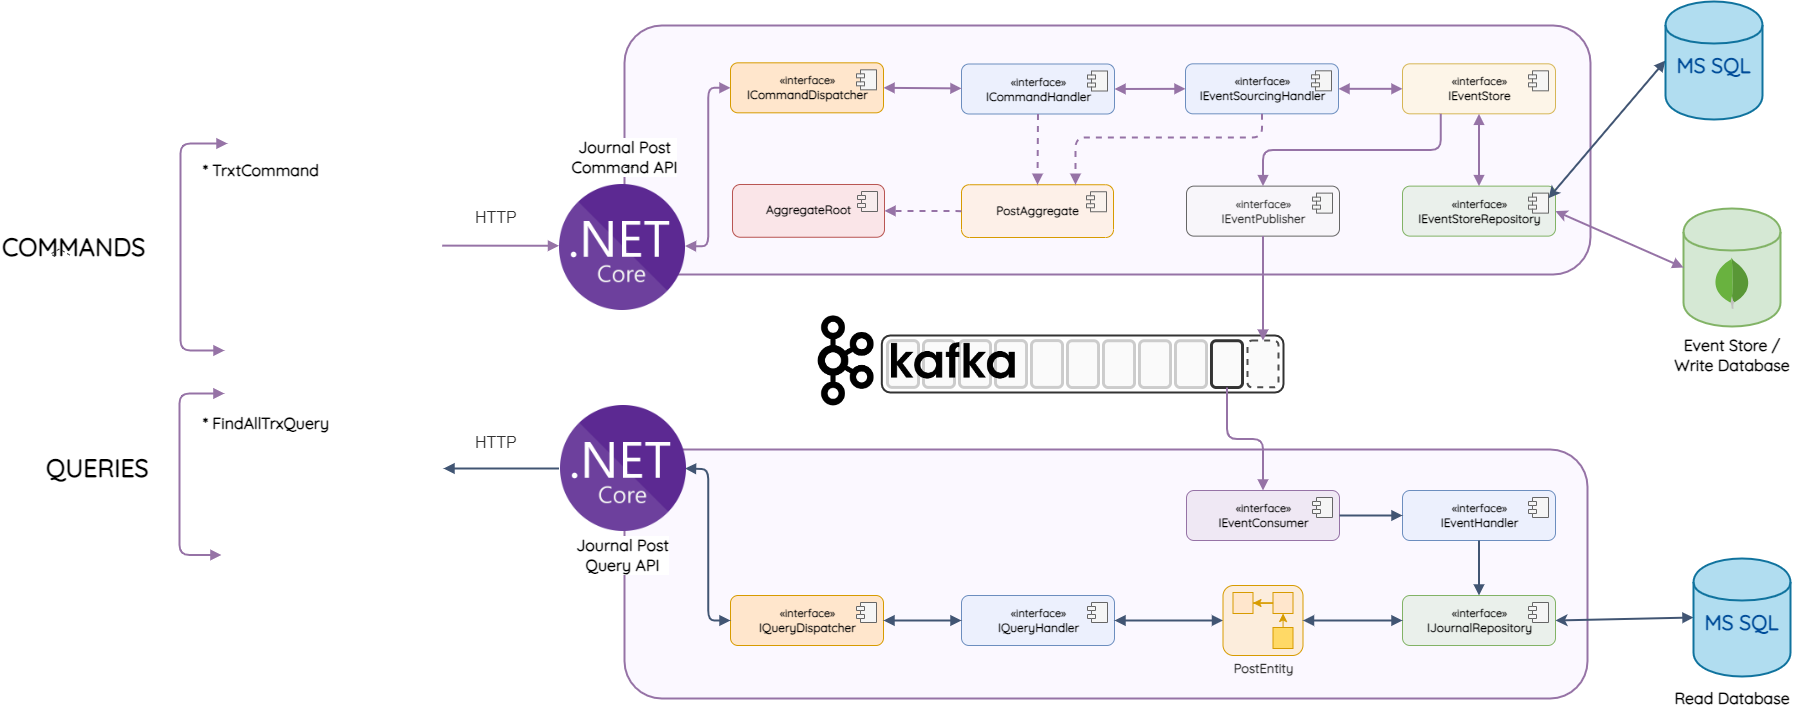 COMMANDS
* TrxtCommand
HTTP
Journal Post
Command API
.NET
Core
«interface»
ICommandDispatcher
«interface»
ICommandHandler
«interface»
IEventSourcingHandler
«interface»
IEventStore
AggregateRoot
PostAggregate
«interface»
IEventPublisher
«interface»
IEventStoreRepository
MS SQL
Event Store /
Write Database
kafka
QUERIES
* FindAllTrxQuery
HTTP
.NET
Core
Journal Post
Query API
«interface»
IEventConsumer
«interface»
IEventHandler
«interface»
IQueryDispatcher
«interface»
IQueryHandler
PostEntity
«interface»
IJournalRepository
MS SQL
Read Database